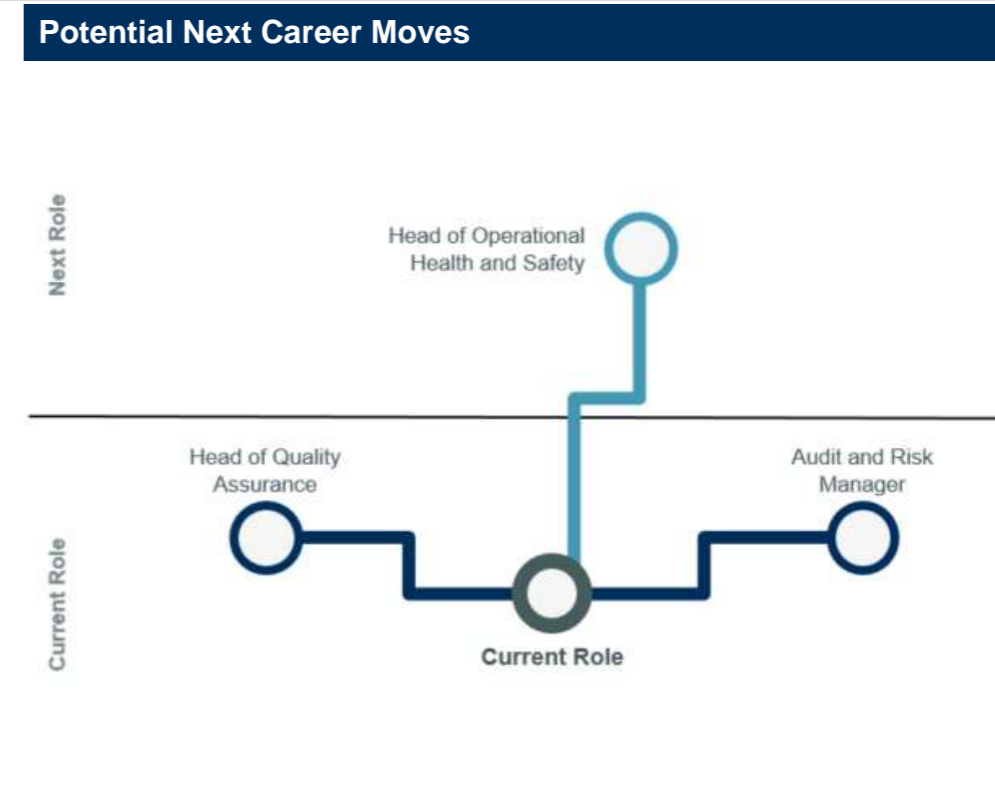 Potential Next Career Moves
Next Role
Head of Operational
Health and Safety
Head of Quality
Assurance
Audit and Risk
Manager
Current Role
Current Role